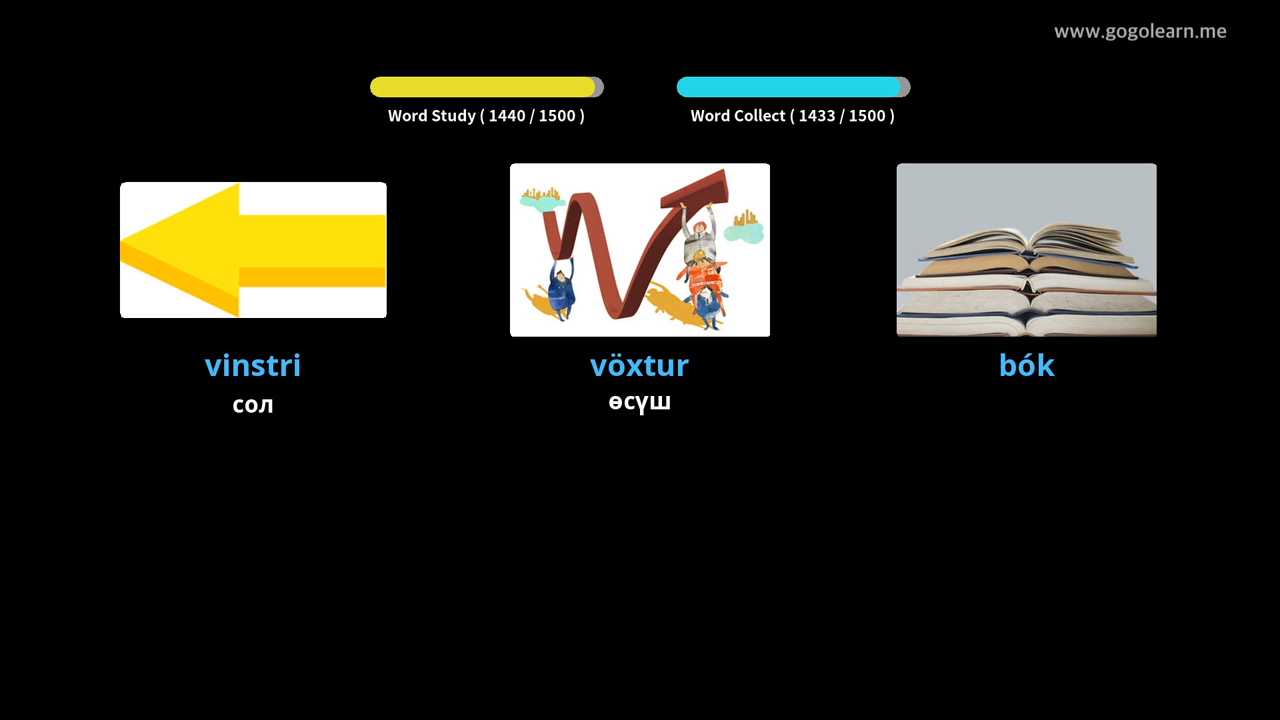 www.gogolearn.me
Word Study ( 1440 / 1500 )
Word Collect ( 1433 / 1500 )
vinstri
vöxtur
bók
сол
өсүш